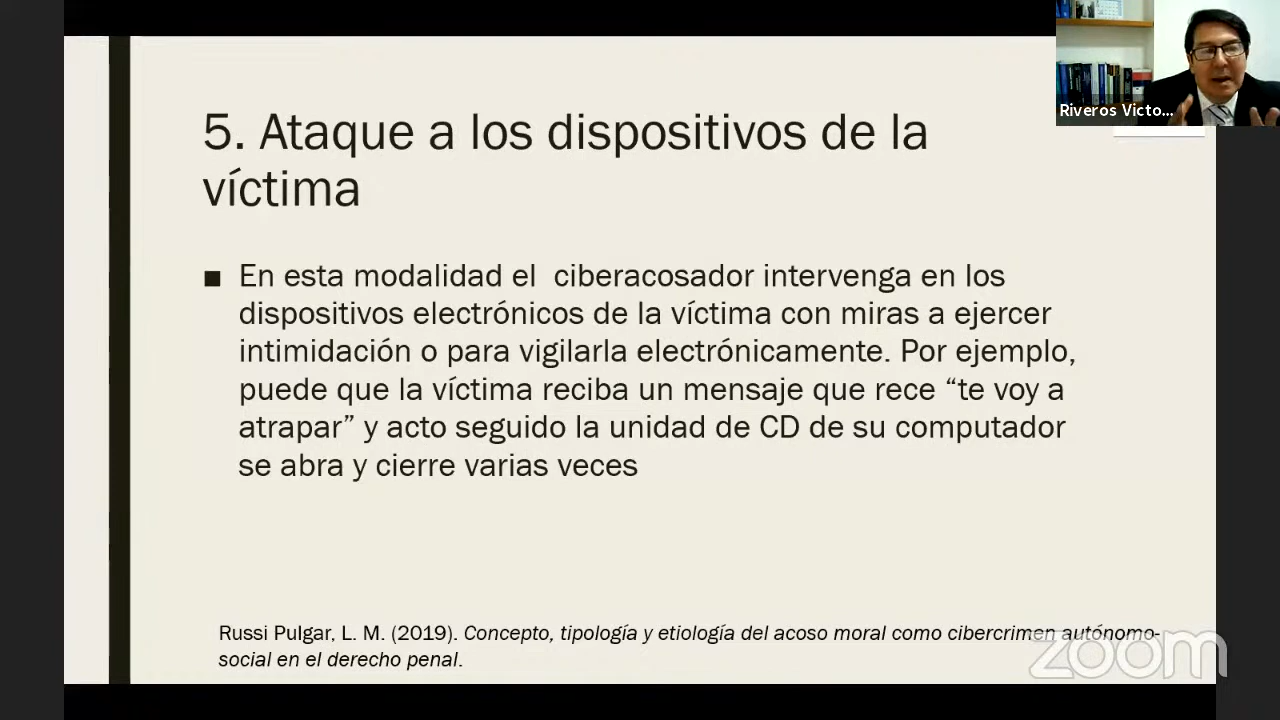 Riveros Victo...
5. Ataque a los dispositivos de la
víctima
■ En esta modalidad el  ciberacosador intervenga en los
dispositivos electrónicos de la víctima con miras a ejercer
intimidación o para vigilarla electrónicamente. Por ejemplo,
puede que la víctima reciba un mensaje que rece “te voy a
atrapar” y acto seguido la unidad de CD de su computador
se abra y cierre varias veces
Russi Pulgar, L. M. (2019). Concepto, tipología y etiología del acoso moral como cibercrimen autónomo-
social en el derecho penal.
zoom